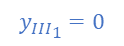 y_{III_1} = 0